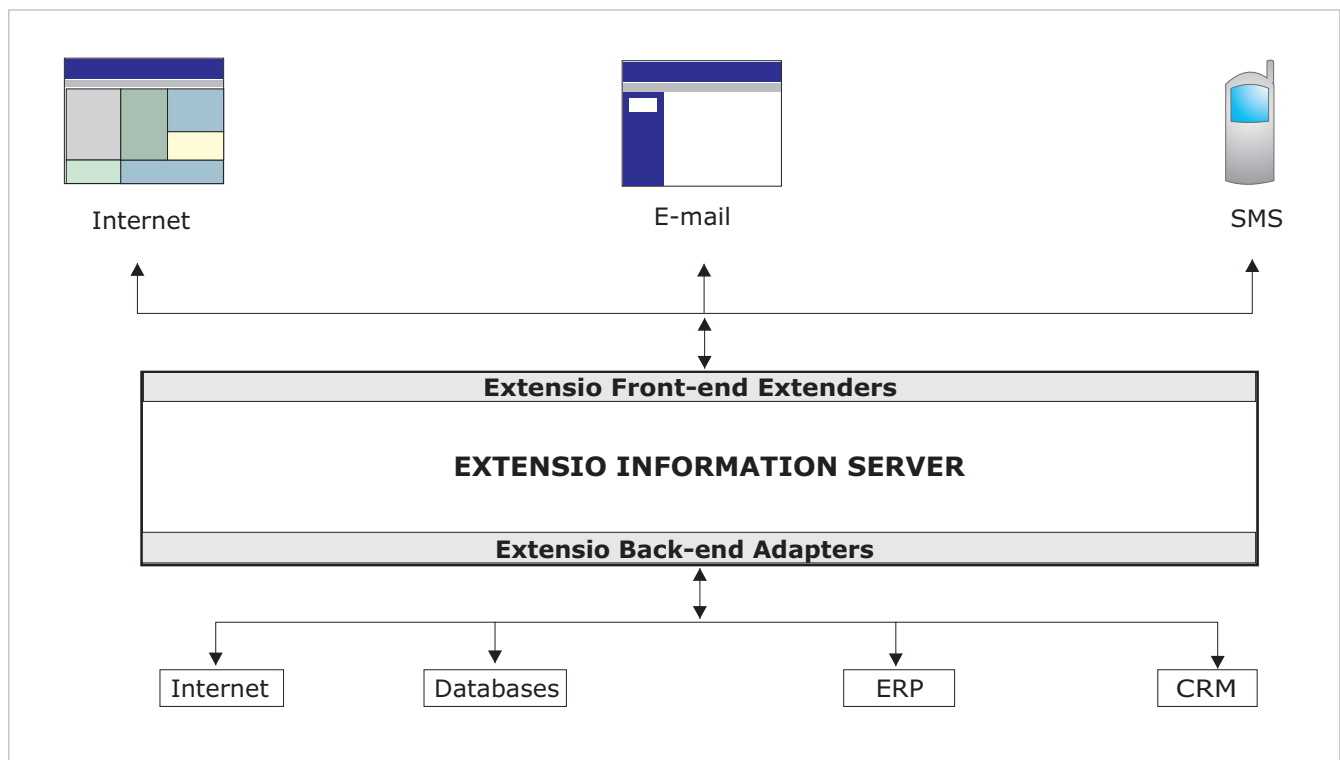 Internet
E-mail
SMS
Extensio Front-end Extenders
EXTENSIO INFORMATION SERVER
Extensio Back-end Adapters
Internet
Databases
ERP
CRM